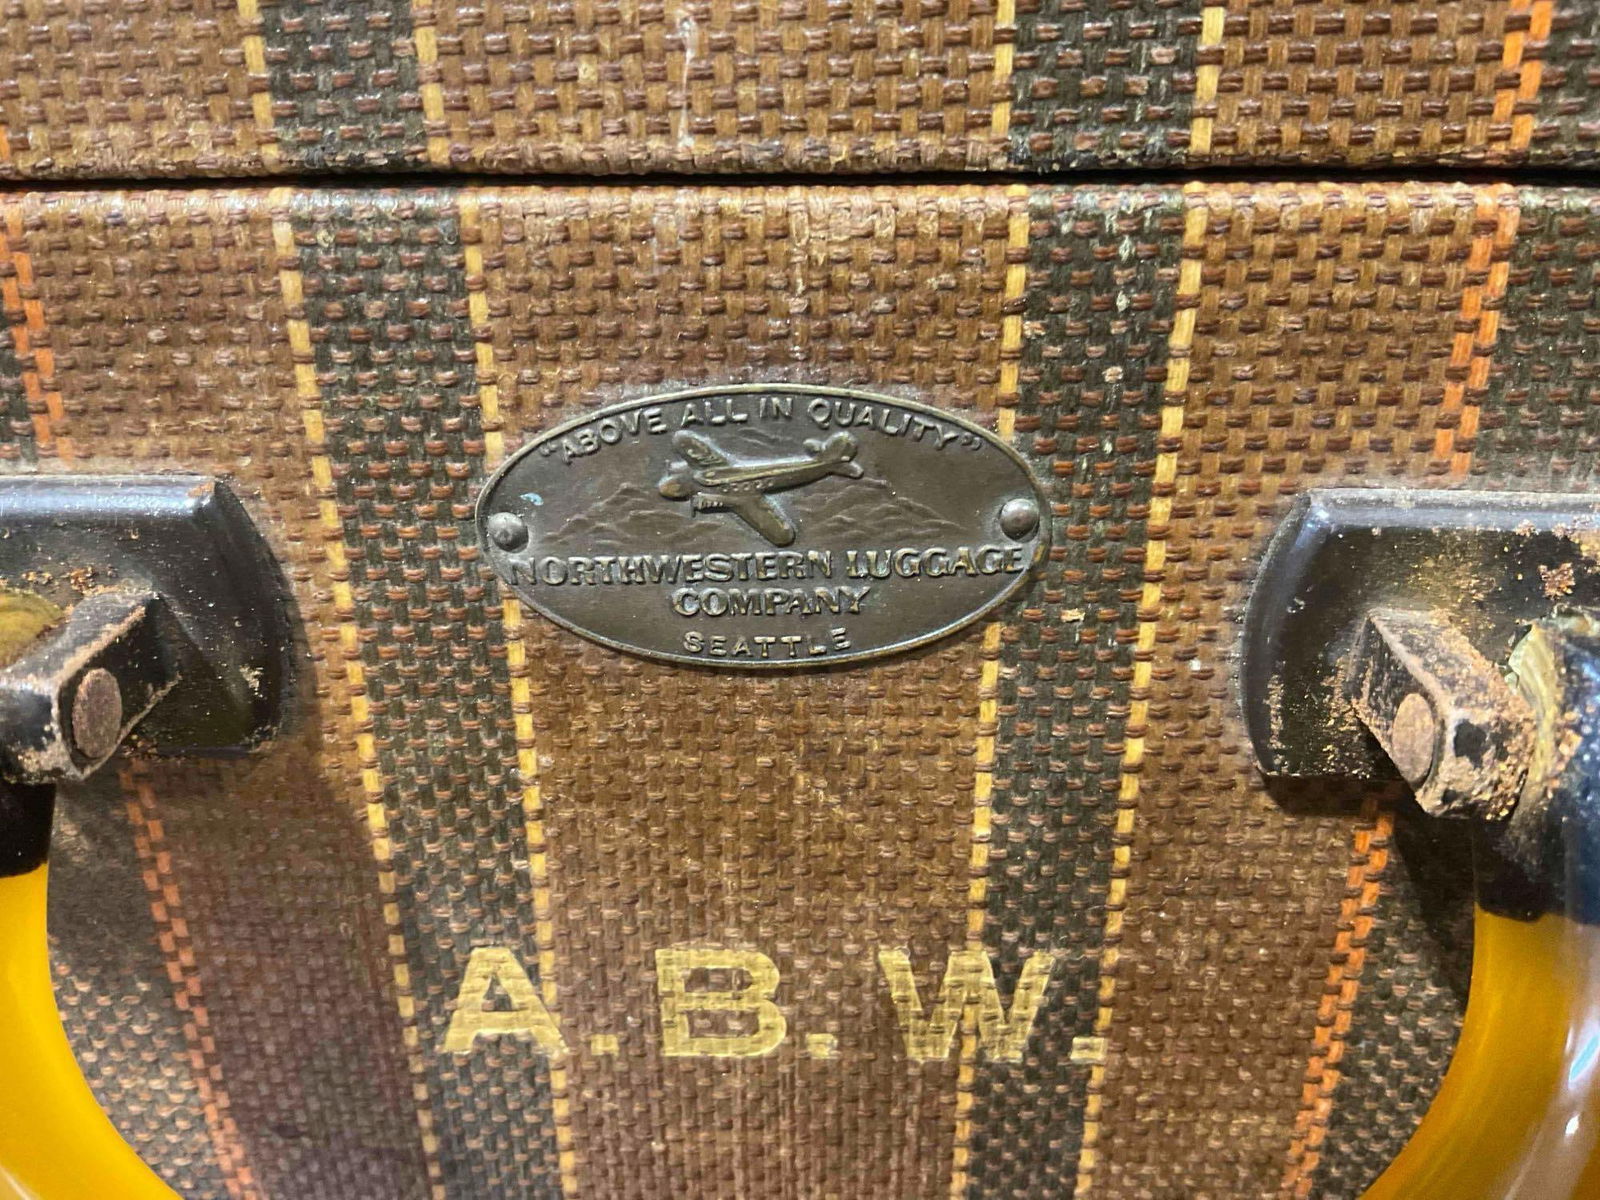 "ABOVE ALL IN QUALITY"
NORTHWESTERN LUGGAGE
COMPANY
SEATTLE
A.B.W.